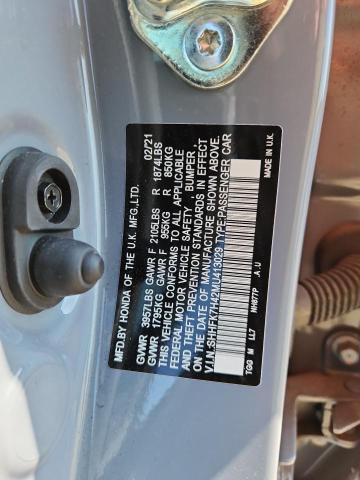 MFD.BY HONDA OF THE U.K. MFG.,LTD. 02/21
GVWR 3957LBS GAWR F 2105LBS R 1874LBS
GVWR 1795KG GAWR F 955KG R 850KG
THIS VEHICLE CONFORMS TO ALL APPLICABLE
FEDERAL MOTOR VEHICLE SAFETY , BUMPER ,
AND THEFT PREVENTION STANDARDS IN EFFECT
ON THE DATE OF MANUFACTURE SHOWN ABOVE.
V.I.N.:SHHFK7H42MU413029 TYPE:PASSENGER CAR
TGG M LL7 NH877P A.U MADE IN U.K.